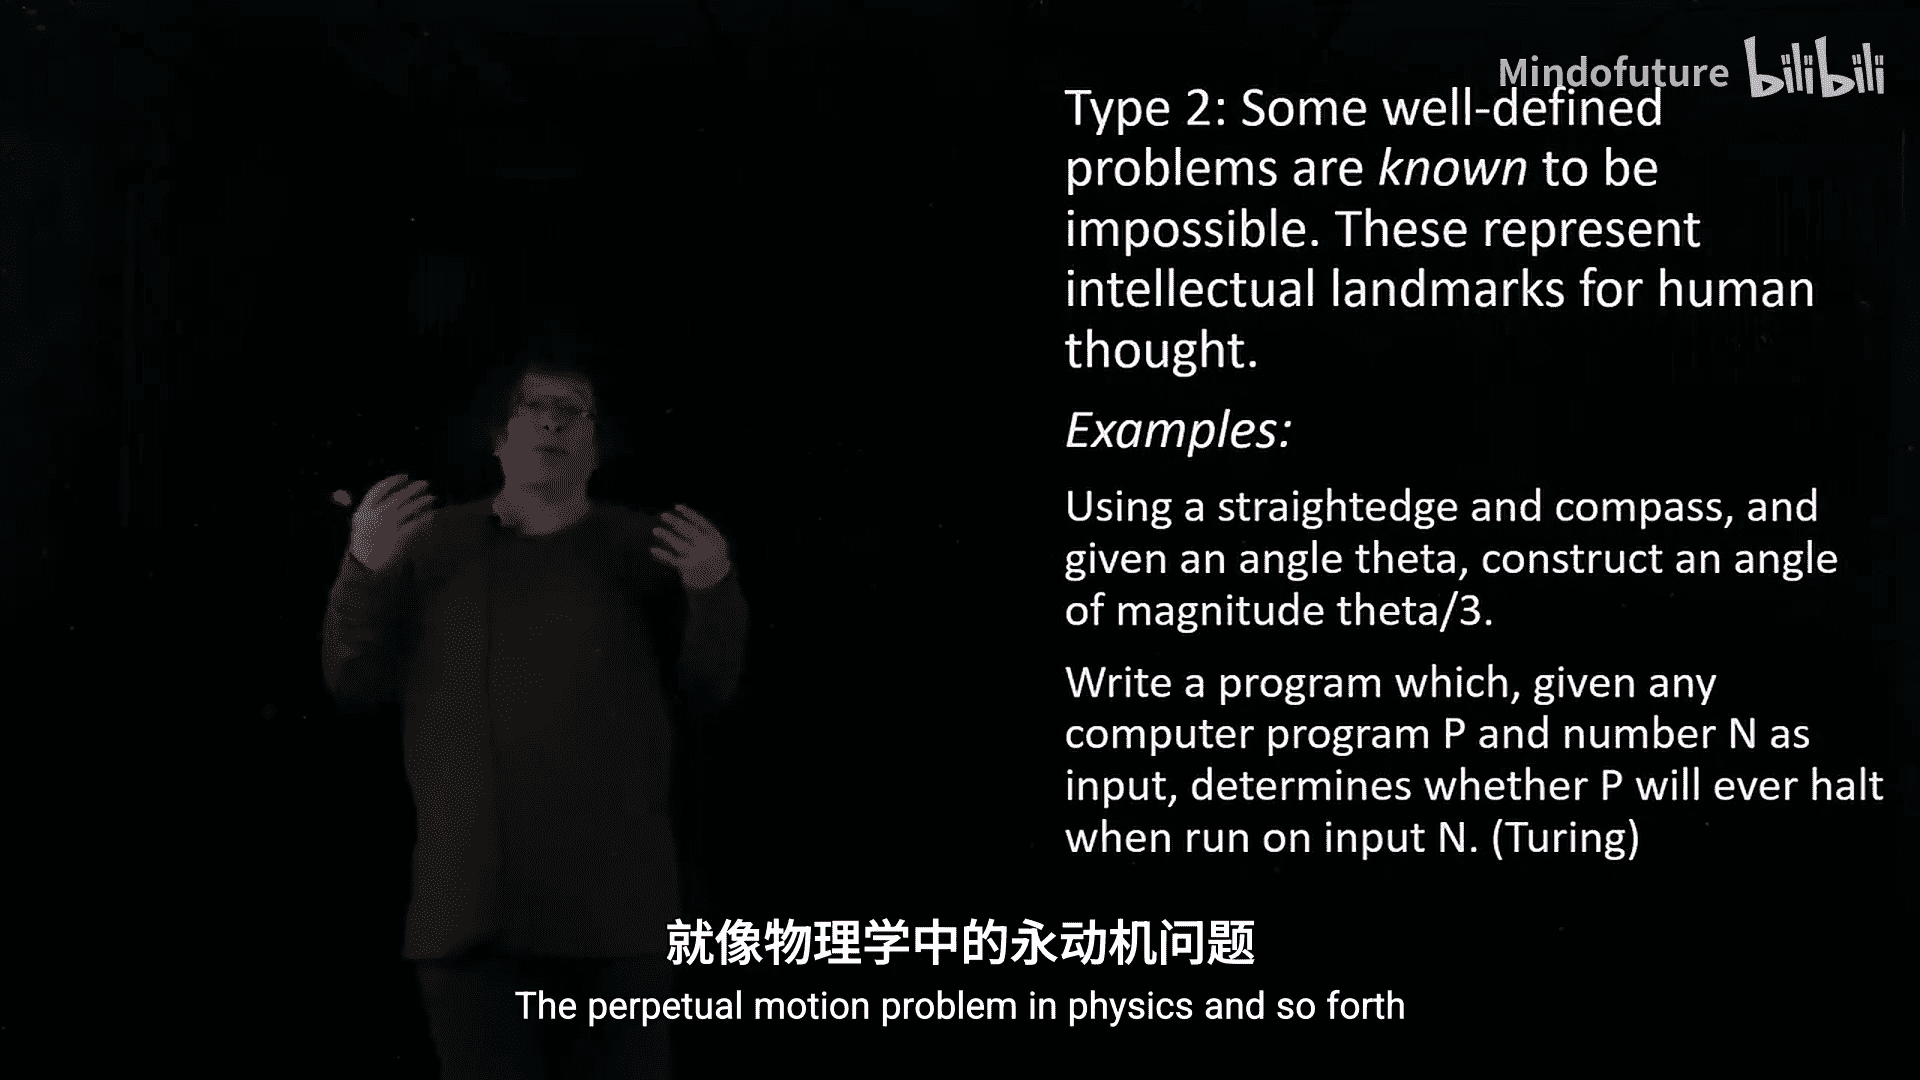 Mindofuture bilibili
Type 2: Some well-defined
problems are known to be
impossible. These represent
intellectual landmarks for human
thought.
Examples:
Using a straightedge and compass, and
given an angle theta, construct an angle
of magnitude theta/3.
Write a program which, given any
computer program P and number N as
input, determines whether P will ever halt
when run on input N. (Turing)
就像物理学中的永动机问题
The perpetual motion problem in physics and so forth